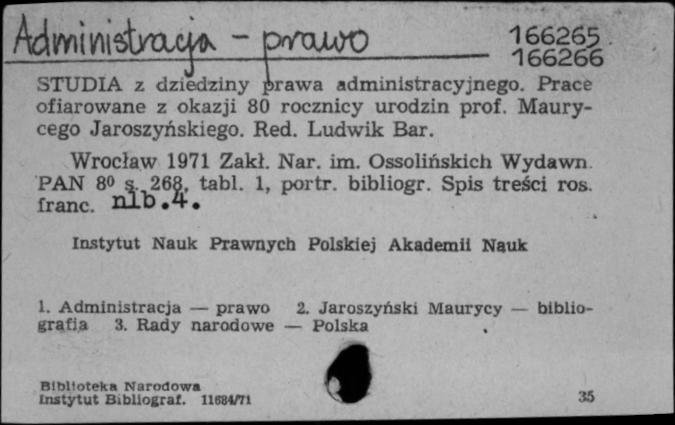 Administracja - prawo 166265
166266
STUDIA z dziedziny prawa administracyjnego. Prace
ofiarowane z okazji 80 rocznicy urodzin prof. Maury-
cego Jaroszyńskiego. Red. Ludwik Bar.
Wrocław 1971 Zakł. Nar. im. Ossolińskich Wydawn.
PAN 8⁰ s. 268, tabl. 1, portr. bibliogr. Spis treści ros.
franc. nlb.4.
Instytut Nauk Prawnych Polskiej Akademii Nauk
1. Administracja — prawo 2. Jaroszyński Maurycy — biblio-
grafia 3. Rady narodowe — Polska
Biblioteka Narodowa
Instytut Bibliograf. 11684/71 35